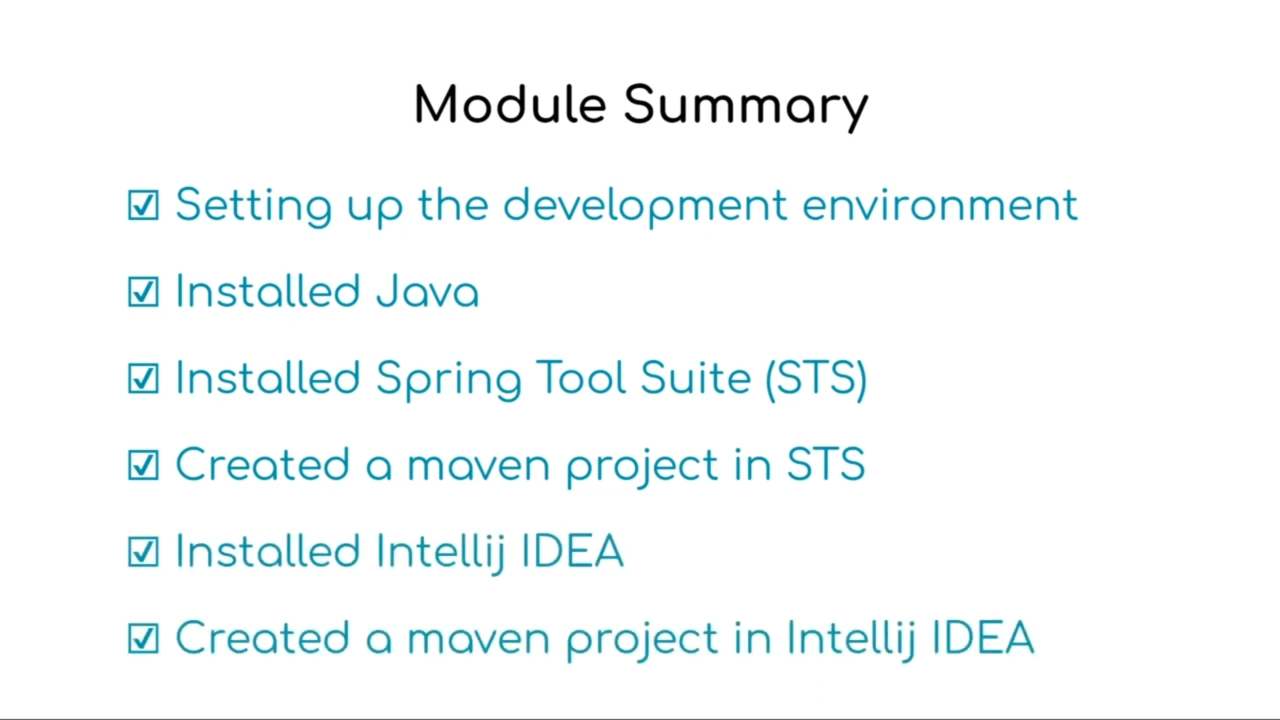 Module Summary
☑ Setting up the development environment
☑ Installed Java
☑ Installed Spring Tool Suite (STS)
☑ Created a maven project in STS
☑ Installed Intellij IDEA
☑ Created a maven project in Intellij IDEA